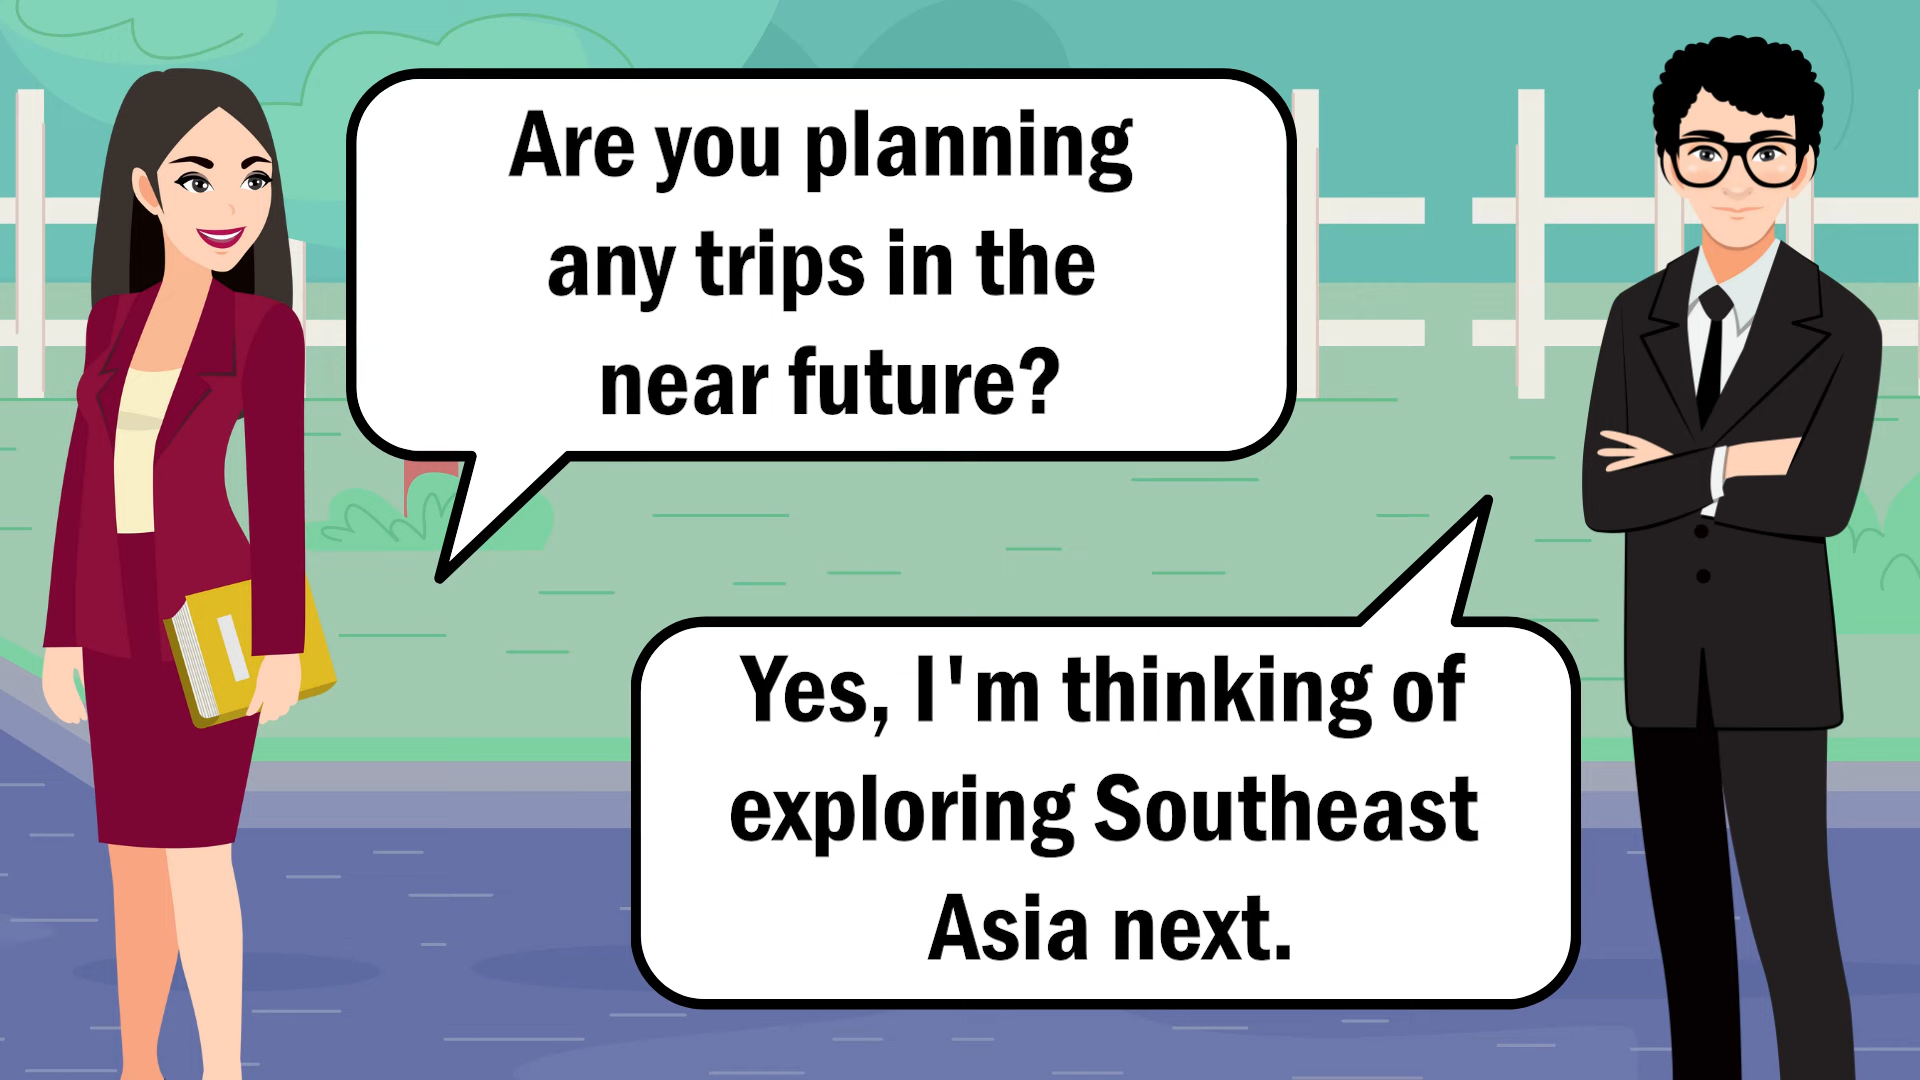 Are you planning
any trips in the
near future?
Yes, I'm thinking of
exploring Southeast
Asia next.